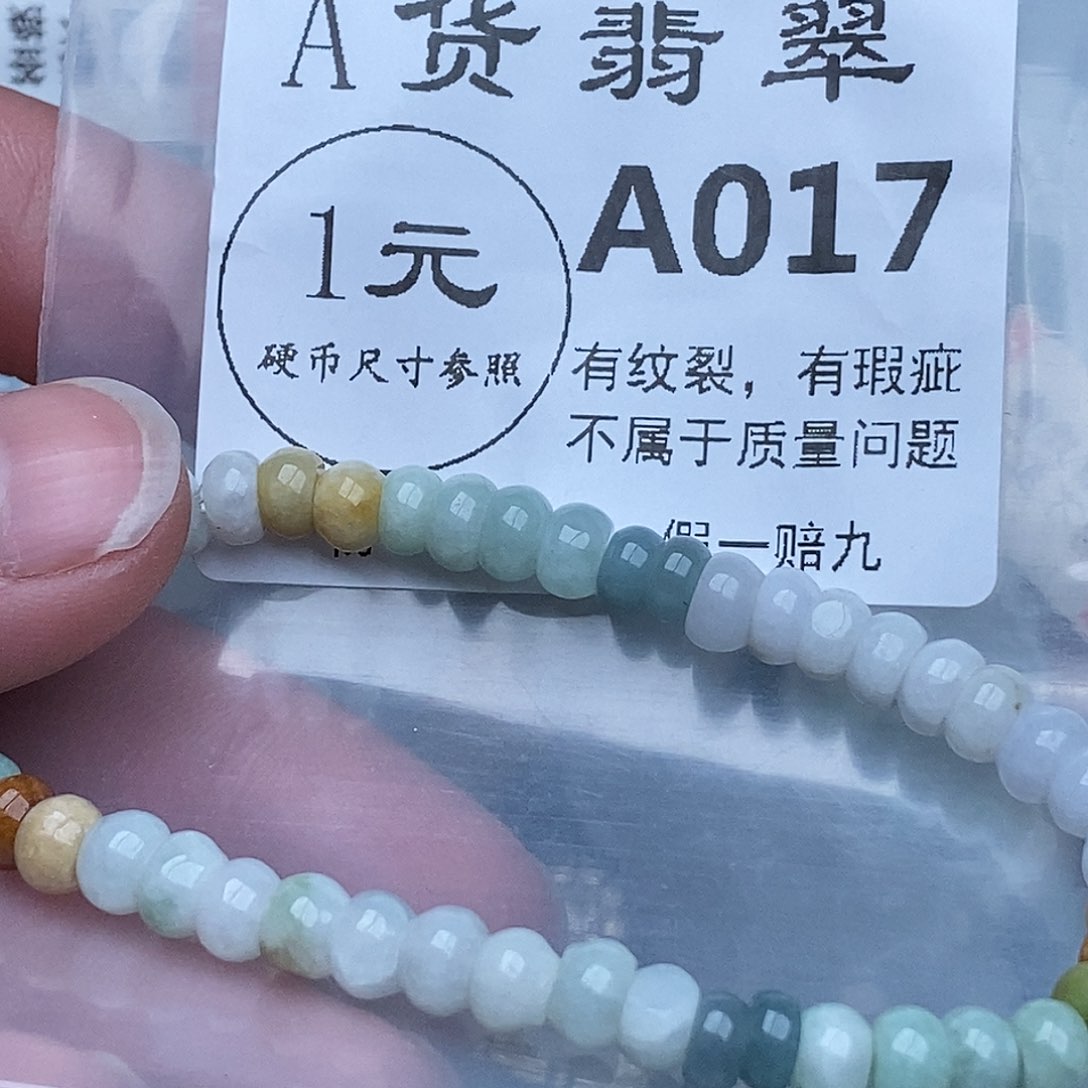 A货翡翠
1元
A017
硬币尺寸参照
有纹裂，有瑕疵
不属于质量问题
假一赔九